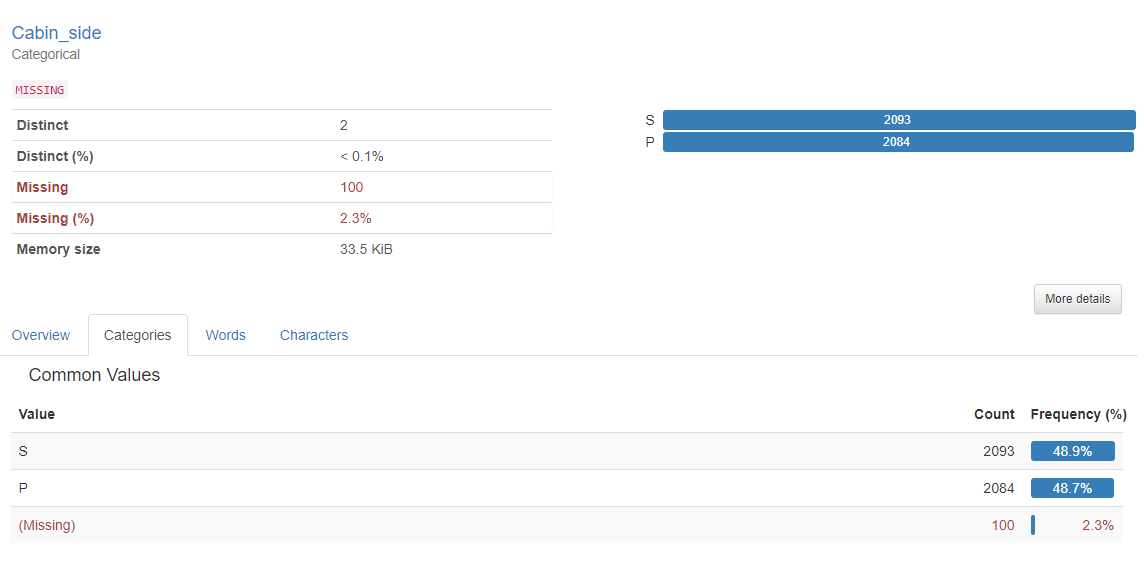 Cabin_side
Categorical
MISSING
Distinct 2
Distinct (%) < 0.1%
Missing 100
Missing (%) 2.3%
Memory size 33.5 KiB
S 2093
P 2084
More details
Overview Categories Words Characters
Common Values
Value Count Frequency (%)
S 2093 48.9%
P 2084 48.7%
(Missing) 100 2.3%